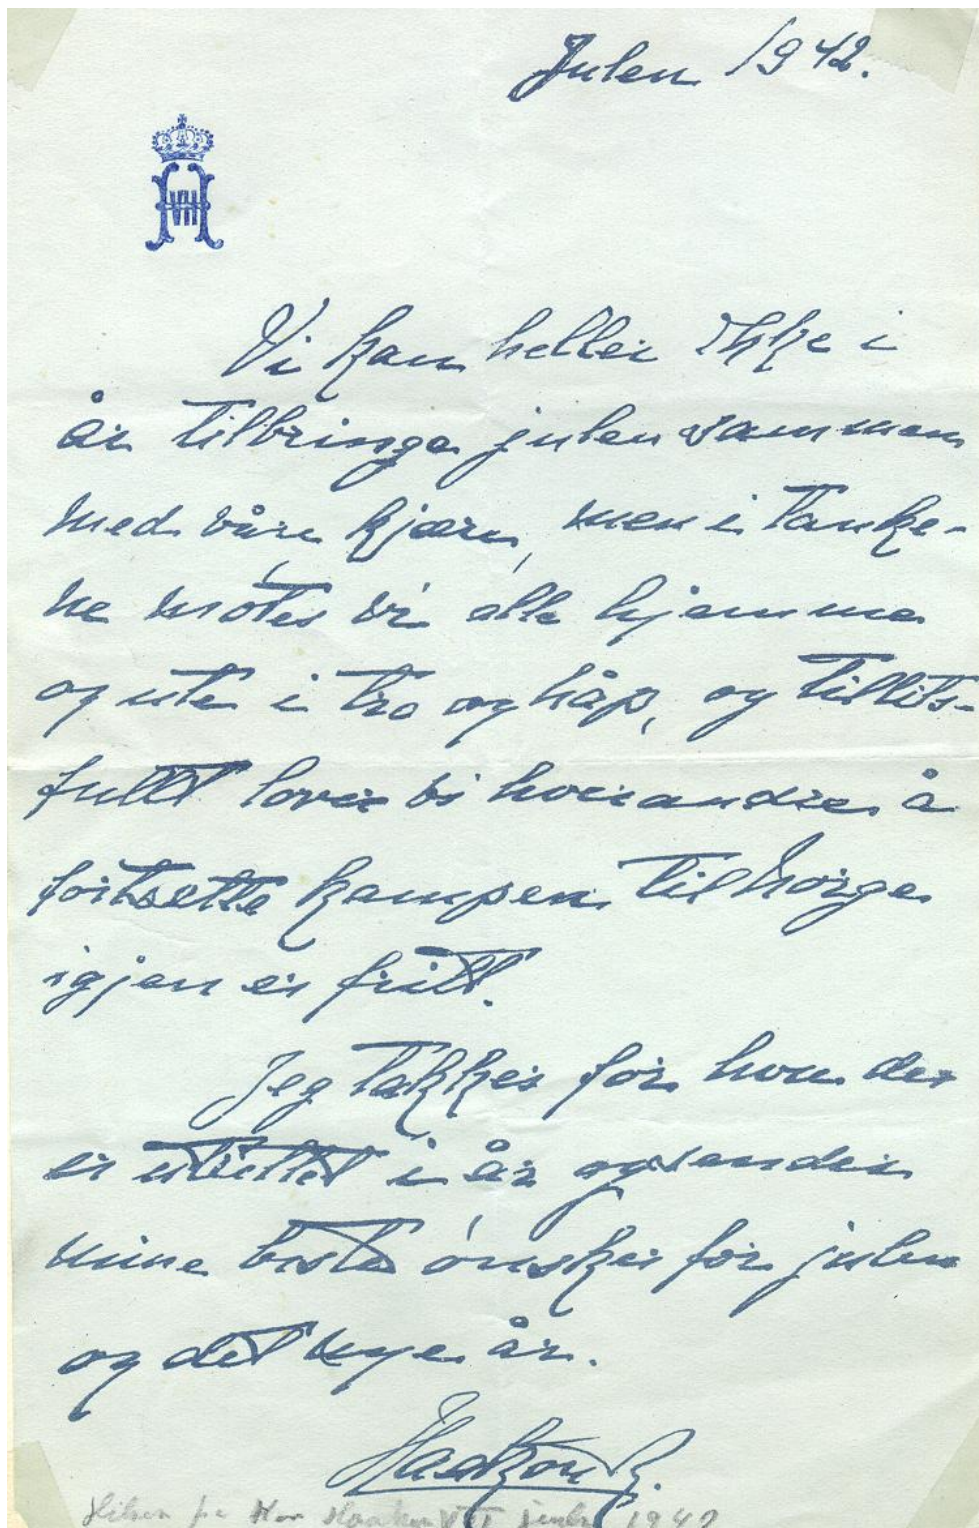 Julen 1942.
H VII
Vi kan heller ikke i
år tilbringe julen sammen
med våre kjære, men i tanke-
ne møtes vi alle hjemme
og ute i tro og håp, og tillits-
fullt lover vi hverandre å
fortsette kampen til Norge
igjen er fritt.
Jeg takker for hva der
er utrettet i år og sender
mine beste ønsker for julen
og det nye år.
Haakon R.
Hilsen fra Kon Haakon VII julen 1942